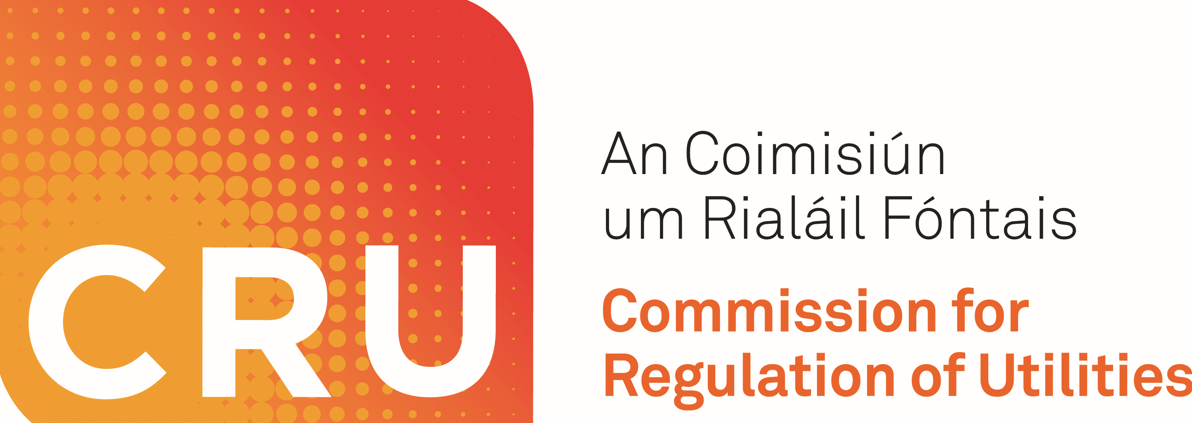 CRU
An Coimisiún
um Rialáil Fóntais
Commission for
Regulation of Utilities